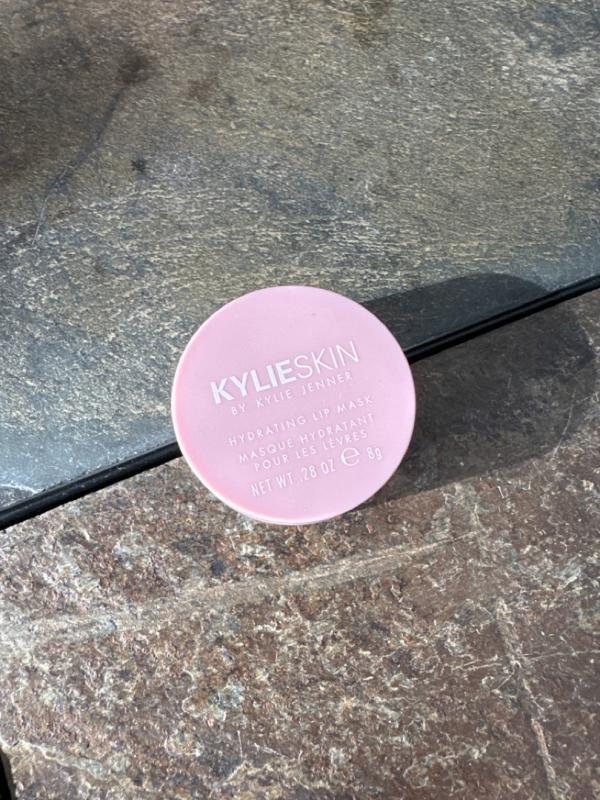 KYLIESKIN
BY KYLIE JENNER
HYDRATING LIP MASK
MASQUE HYDRATANT
POUR LES LÈVRES
NET WT. .28 OZ ℮ 8g